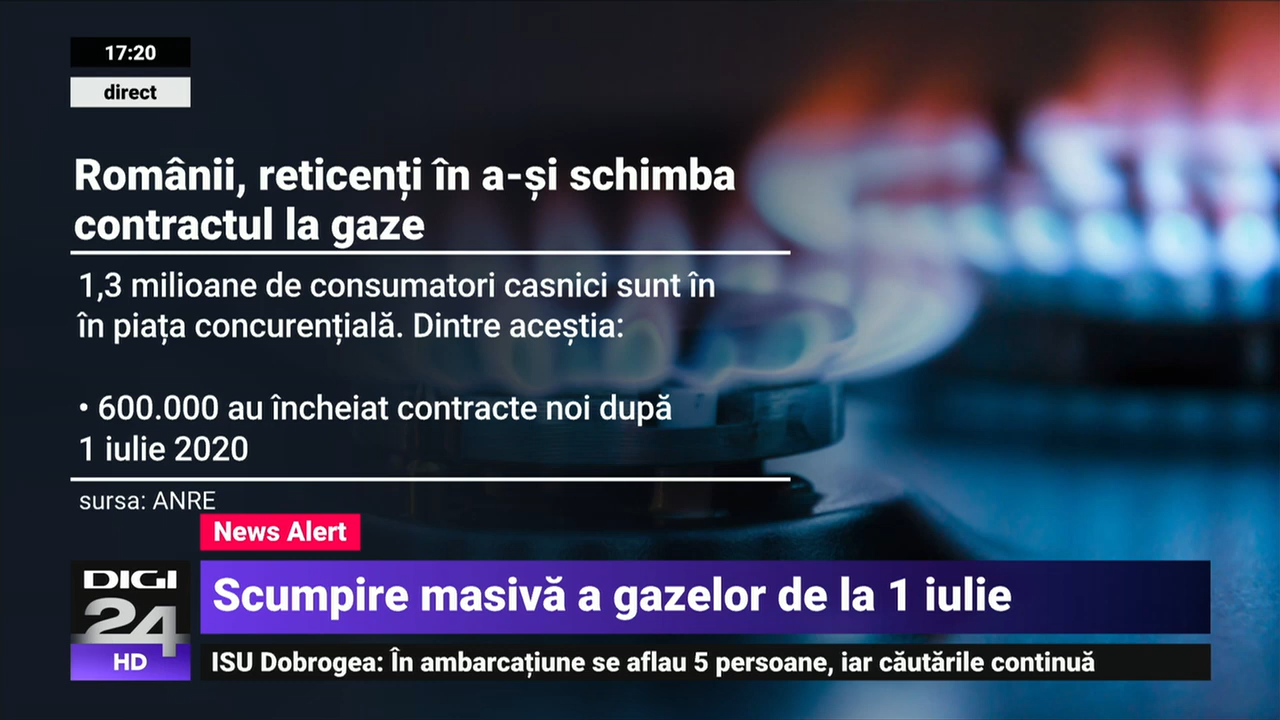 17:20
direct
Românii, reticenți în a-și schimba
contractul la gaze
1,3 milioane de consumatori casnici sunt în
în piața concurențială. Dintre aceștia:
• 600.000 au încheiat contracte noi după
1 iulie 2020
sursa: ANRE
News Alert
DIGI
24
HD
Scumpire masivă a gazelor de la 1 iulie
ISU Dobrogea: În ambarcațiune se aflau 5 persoane, iar căutările continuă